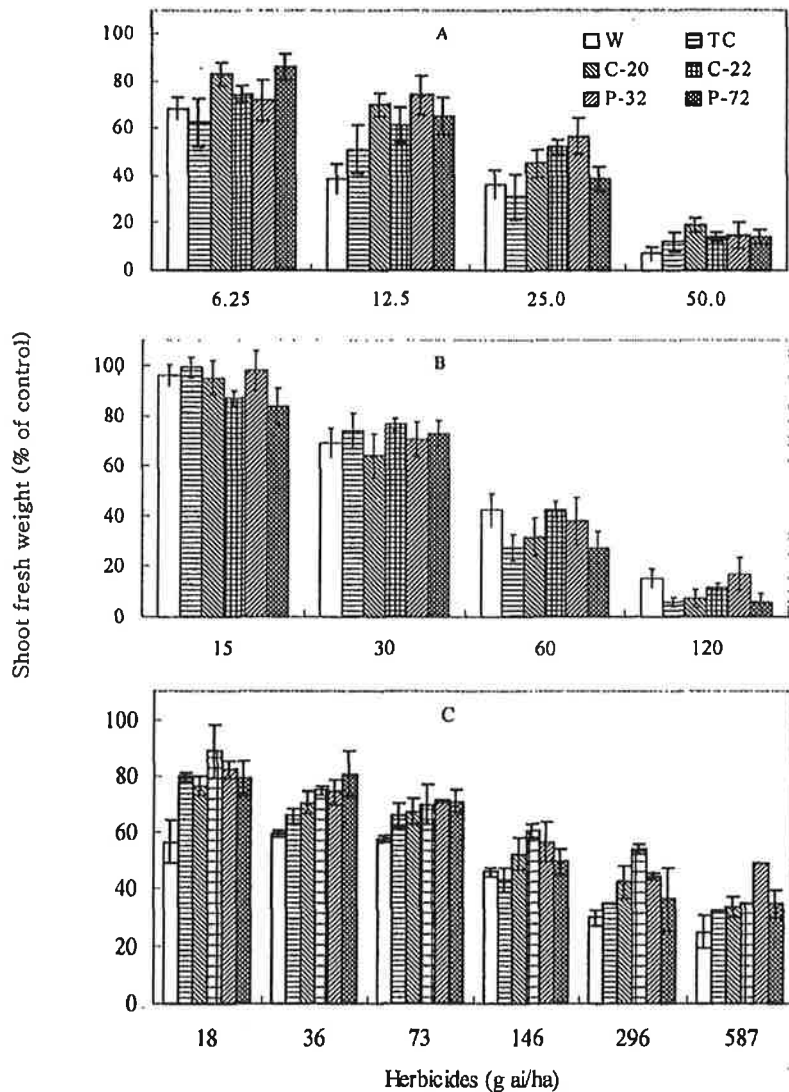 A
W TC
C-20 C-22
P-32 P-72
100
80
60
40
20
0
6.25 12.5 25.0 50.0
B
100
80
60
40
20
0
15 30 60 120
Shoot fresh weight (% of control)
C
100
80
60
40
20
0
18 36 73 146 296 587
Herbicides (g ai/ha)